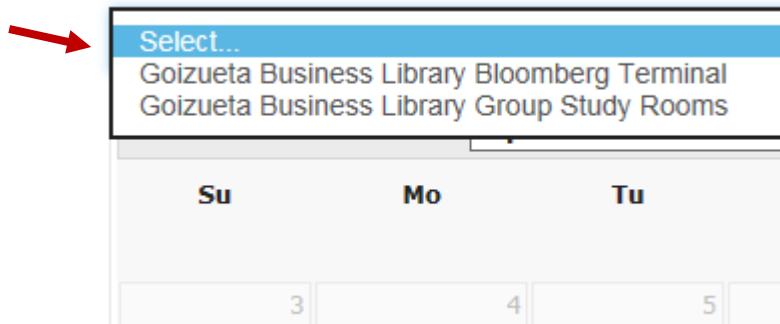 Select...
Goizueta Business Library Bloomberg Terminal
Goizueta Business Library Group Study Rooms
Su Mo Tu
3 4 5